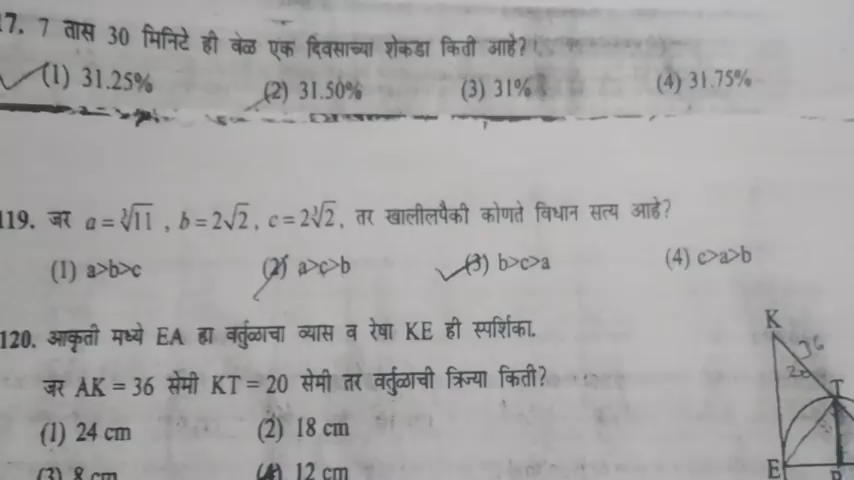 17. 7 तास 30 मिनिटे ही वेळ एक दिवसाच्या शेकडा किती आहे?
(1) 31.25% (2) 31.50% (3) 31% (4) 31.75%
119. जर a = ∛11 , b = 2√2 , c = 2∛2, तर खालीलपैकी कोणते विधान सत्य आहे?
(1) a>b>c (2) a>c>b (3) b>c>a (4) c>a>b
120. आकृती मध्ये EA हा वर्तुळाचा व्यास व रेषा KE ही स्पर्शिका.
जर AK = 36 सेमी KT = 20 सेमी तर वर्तुळाची त्रिज्या किती?
(1) 24 cm (2) 18 cm
(3) 8 cm (4) 12 cm
K
36
20
T
E